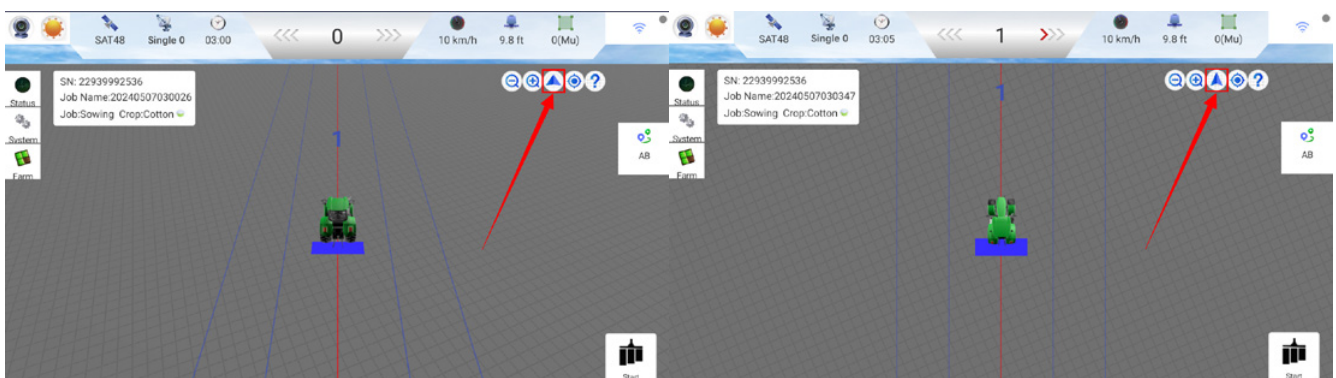 SAT48
Single 0
03:00
<<<
0
>>>
10 km/h
9.8 ft
0(Mu)
SN: 22939992536
Job Name:20240507030026
Job:Sowing Crop:Cotton
Status
System
Farm
1
?
AB
Start
SAT48
Single 0
03:05
<<<
1
>>>
10 km/h
9.8 ft
0(Mu)
SN: 22939992536
Job Name:20240507030347
Job:Sowing Crop:Cotton
Status
System
Farm
1
?
AB
Start